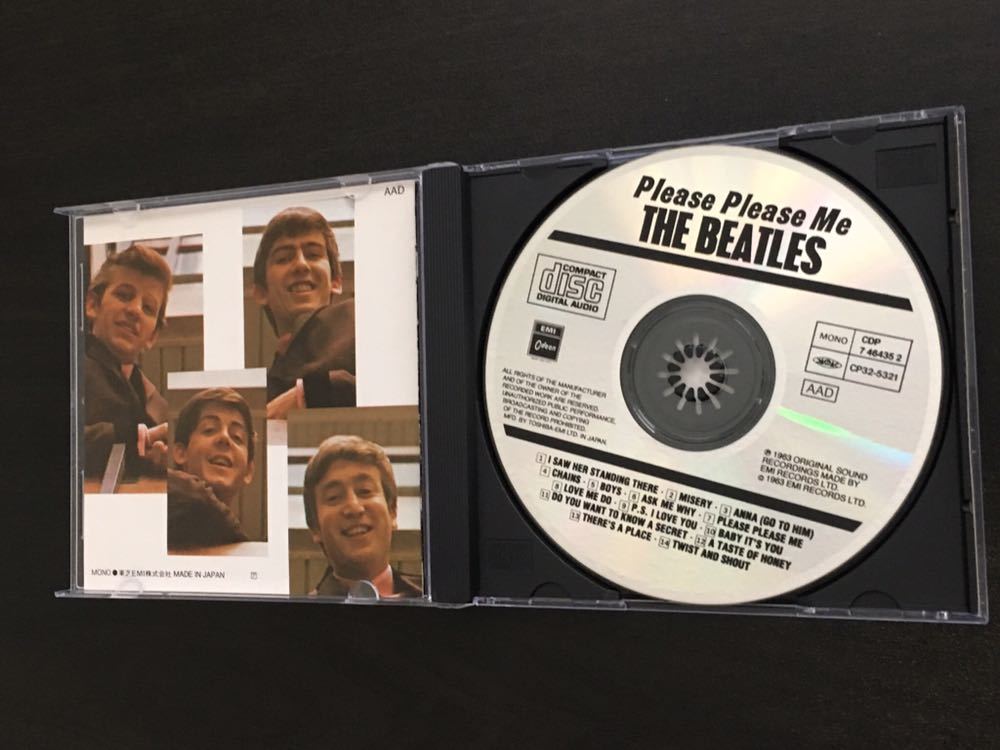 AAD
MONO●東芝EMI株式会社 MADE IN JAPAN
Please Please Me
THE BEATLES
COMPACT
disc
DIGITAL AUDIO
EMI
Odeon
MONO
CDP
7 46435 2
CP32-5321
AAD
ALL RIGHTS OF THE MANUFACTURER
AND OF THE OWNER OF THE
RECORDED WORK ARE RESERVED.
UNAUTHORIZED PUBLIC PERFORMANCE,
BROADCASTING AND COPYING
OF THE RECORD PROHIBITED.
MFD. BY TOSHIBA-EMI LTD. IN JAPAN.
℗ 1963 ORIGINAL SOUND
RECORDINGS MADE BY
EMI RECORDS LTD.
© 1963 EMI RECORDS LTD.
1 I SAW HER STANDING THERE · 2 MISERY · 3 ANNA (GO TO HIM)
4 CHAINS · 5 BOYS · 6 ASK ME WHY · 7 PLEASE PLEASE ME
8 LOVE ME DO · 9 P.S. I LOVE YOU · 10 BABY IT'S YOU
11 DO YOU WANT TO KNOW A SECRET · 12 A TASTE OF HONEY
13 THERE'S A PLACE · 14 TWIST AND SHOUT